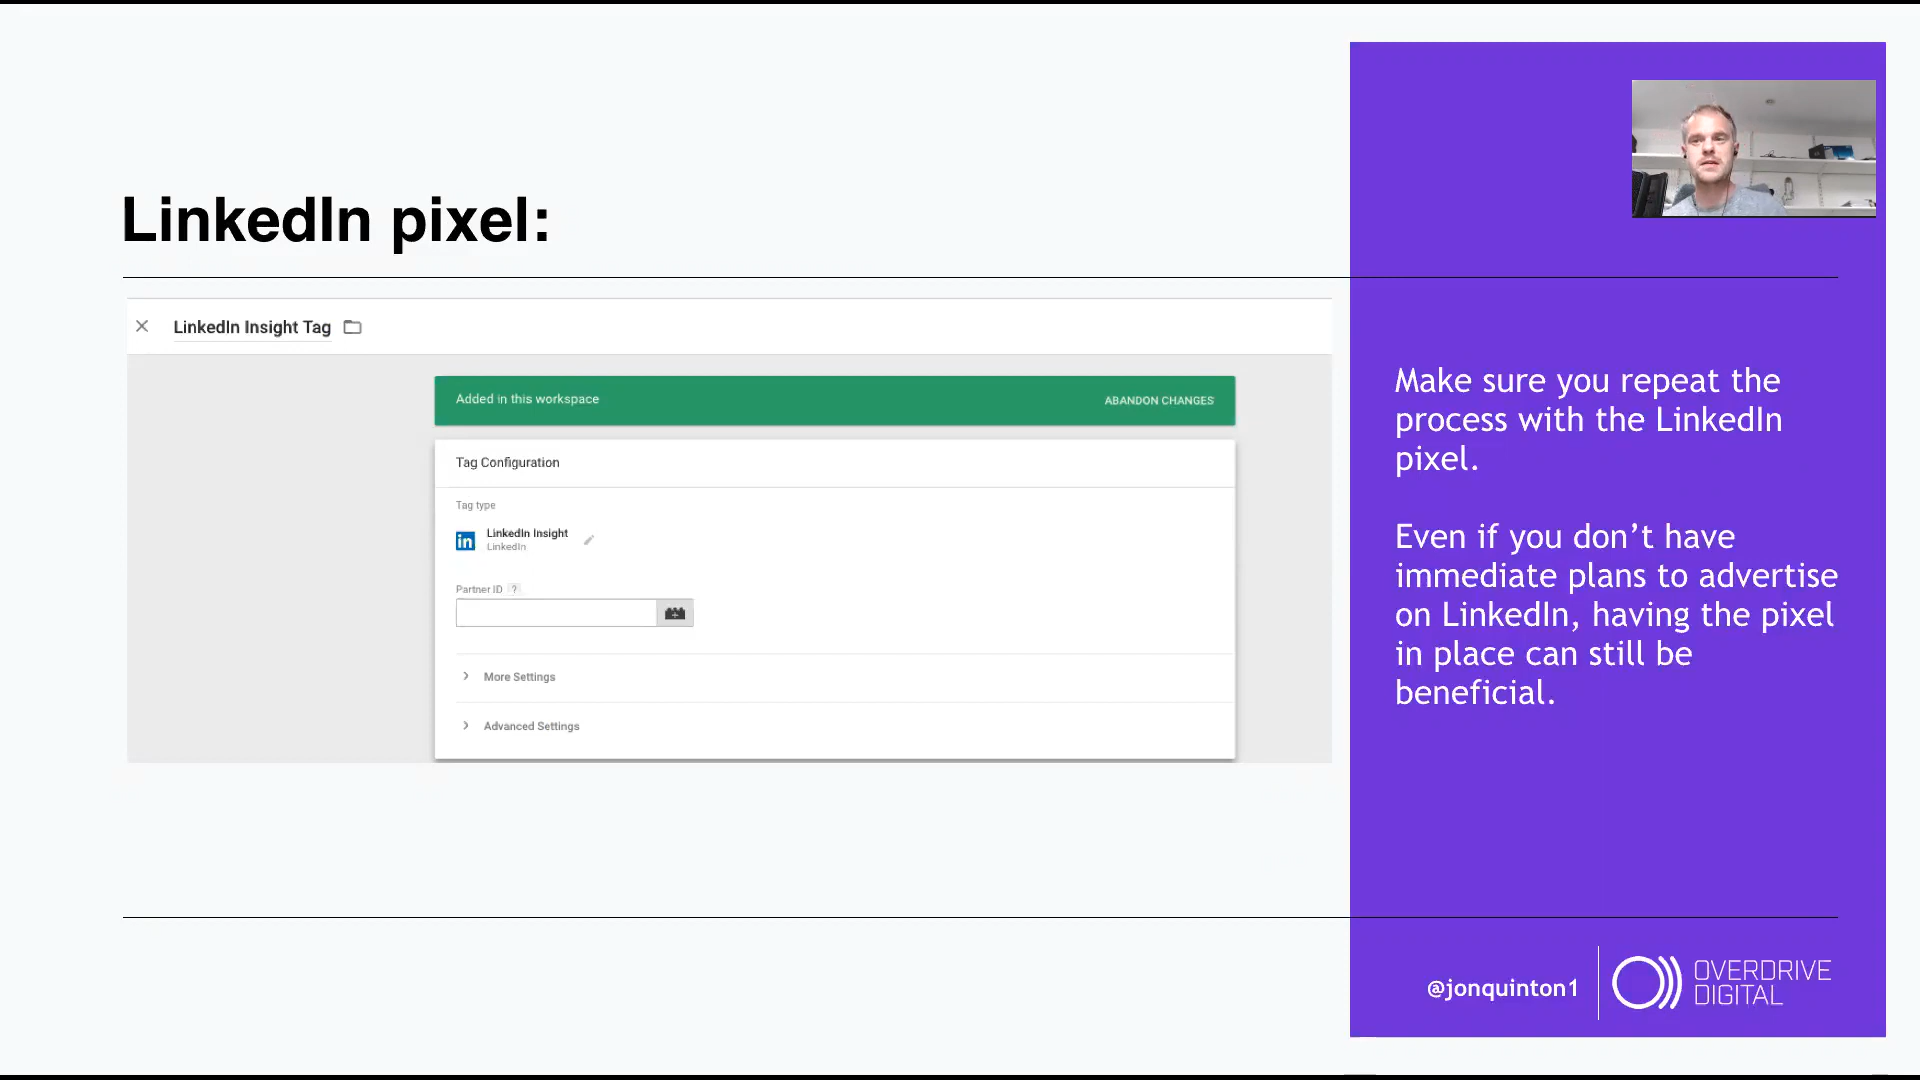 LinkedIn pixel:
LinkedIn Insight Tag
Added in this workspace
ABANDON CHANGES
Tag Configuration
Tag type
in
LinkedIn Insight
LinkedIn
Partner ID ?
More Settings
Advanced Settings
Make sure you repeat the
process with the LinkedIn
pixel.
Even if you don’t have
immediate plans to advertise
on LinkedIn, having the pixel
in place can still be
beneficial.
@jonquinton1
OVERDRIVE
DIGITAL